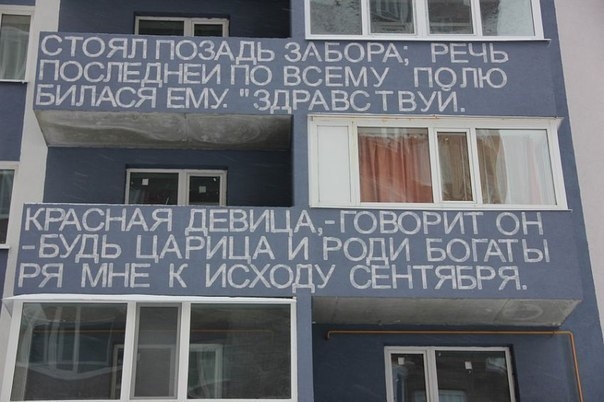 СТОЯЛ ПОЗАДЬ ЗАБОРА; РЕЧЬ
ПОСЛЕДНЕЙ ПО ВСЕМУ ПОЛЮ
БИЛАСЯ ЕМУ. "ЗДРАВСТВУЙ.
КРАСНАЯ ДЕВИЦА,-ГОВОРИТ ОН
-БУДЬ ЦАРИЦА И РОДИ БОГАТЫ
РЯ МНЕ К ИСХОДУ СЕНТЯБРЯ.